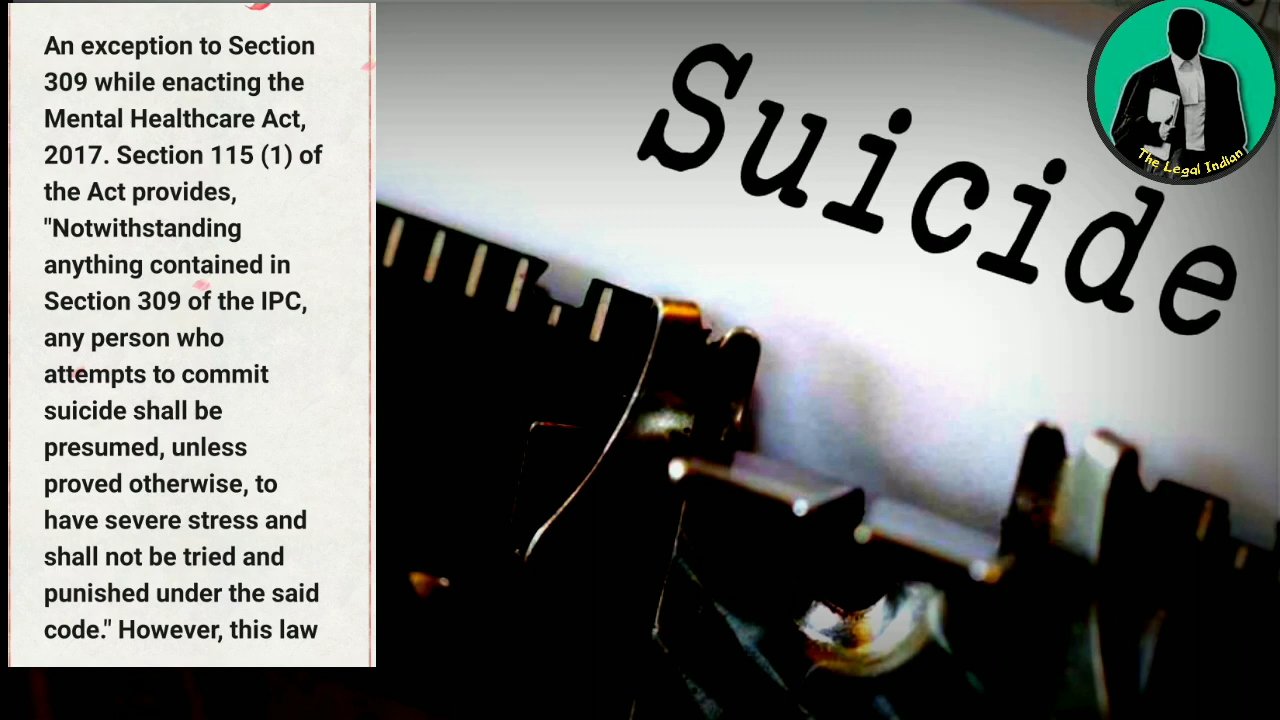 An exception to Section
309 while enacting the
Mental Healthcare Act,
2017. Section 115 (1) of
the Act provides,
"Notwithstanding
anything contained in
Section 309 of the IPC,
any person who
attempts to commit
suicide shall be
presumed, unless
proved otherwise, to
have severe stress and
shall not be tried and
punished under the said
code." However, this law
Suicide
The Legal Indian